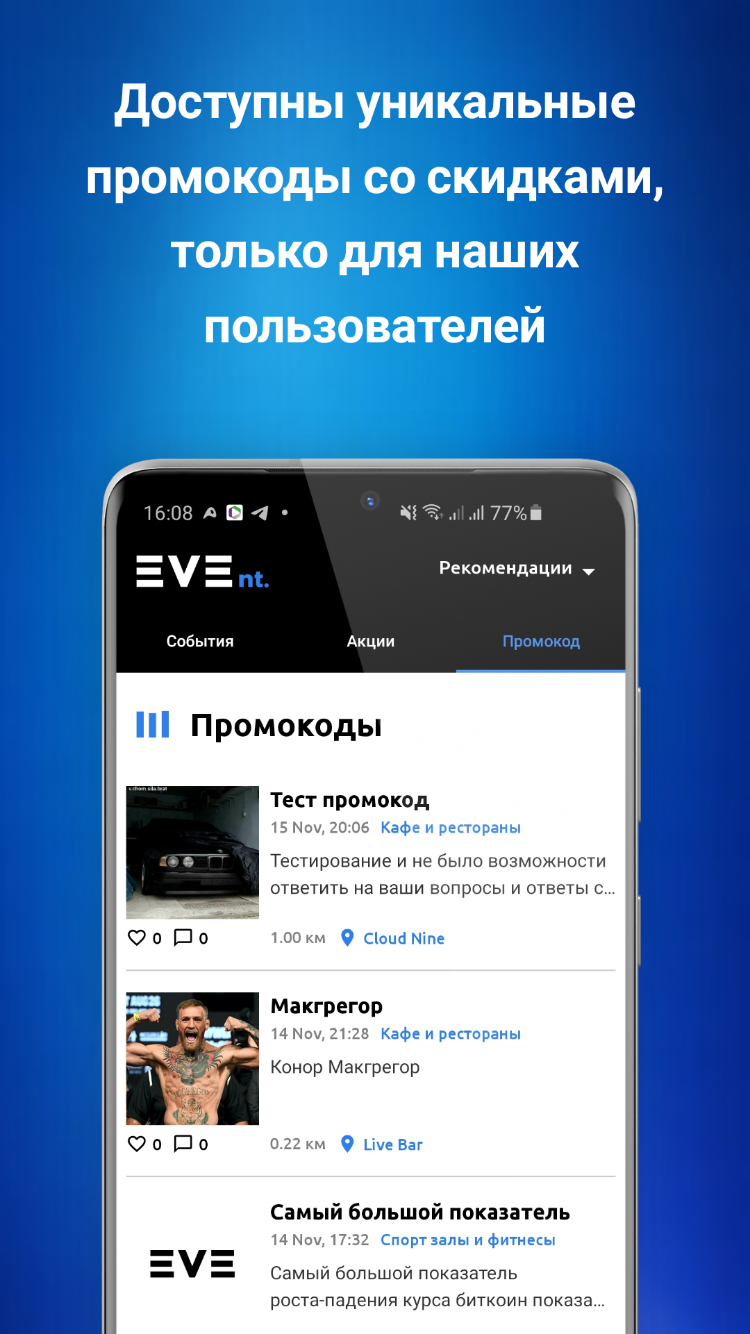 Доступны уникальные
промокоды со скидками,
только для наших
пользователей
16:08
77%
EVEnt.
Рекомендации
События
Акции
Промокод
Промокоды
Тест промокод
15 Nov, 20:06 Кафе и рестораны
Тестирование и не было возможности
ответить на ваши вопросы и ответы с...
0 0
1.00 км Cloud Nine
Макгрегор
14 Nov, 21:28 Кафе и рестораны
Конор Макгрегор
0 0
0.22 км Live Bar
EVE
Самый большой показатель
14 Nov, 17:32 Спорт залы и фитнесы
Самый большой показатель
роста-падения курса биткоин показа...